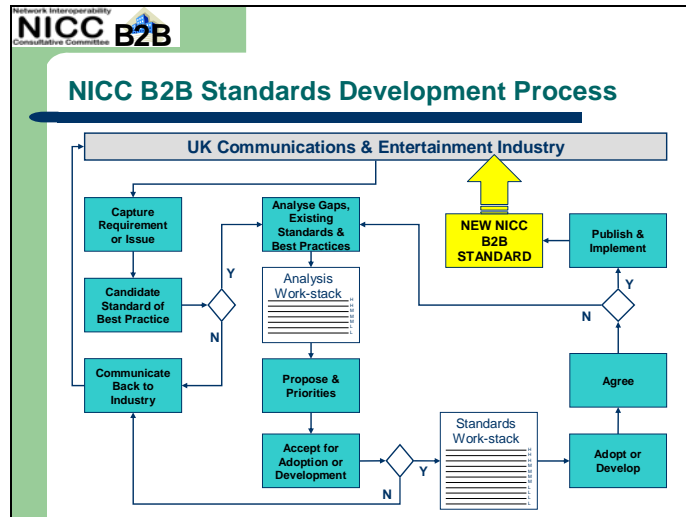 Network Interoperability
NICC
Consultative Committee
B2B
NICC B2B Standards Development Process
UK Communications & Entertainment Industry
Capture
Requirement
or Issue
Candidate
Standard of
Best Practice
Y
N
Communicate
Back to
Industry
Analyse Gaps,
Existing
Standards &
Best Practices
Analysis
Work-stack
H
H
M
M
M
L
L
Propose &
Priorities
Accept for
Adoption or
Development
Y
N
Standards
Work-stack
H
H
H
M
M
M
L
L
L
L
Adopt or
Develop
Agree
N
Y
Publish &
Implement
NEW NICC
B2B
STANDARD